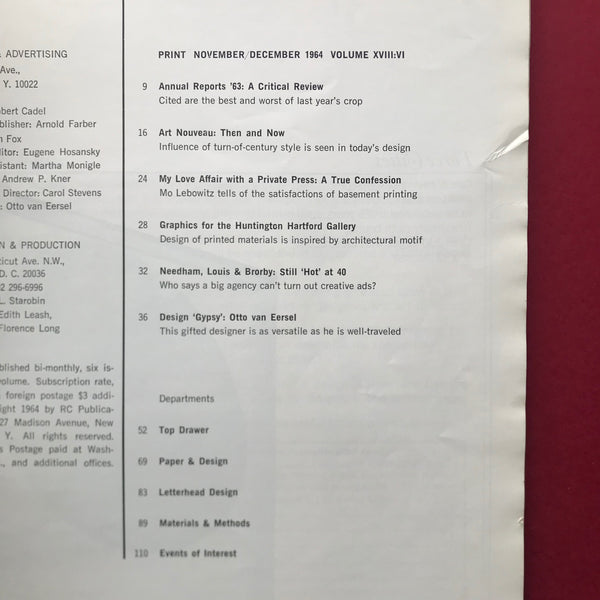 ADVERTISING
Ave.,
Y. 10022
Cadel
Arnold Farber
Fox
Eugene Hosansky
Martha Monigle
Andrew P. Kner
Director: Carol Stevens
: Otto van Eersel
N & PRODUCTION
Ave. N.W.,
D. C. 20036
2 296-6996
L. Starobin
Edith Leash,
Florence Long
bi-monthly, six is-
Subscription rate,
foreign postage $3 addi-
1964 by RC Publica-
27 Madison Avenue, New
Y. All rights reserved.
Postage paid at Wash-
and additional offices.
PRINT NOVEMBER/DECEMBER 1964 VOLUME XVIII:VI
9 Annual Reports '63: A Critical Review
Cited are the best and worst of last year's crop
16 Art Nouveau: Then and Now
Influence of turn-of-century style is seen in today's design
24 My Love Affair with a Private Press: A True Confession
Mo Lebowitz tells of the satisfactions of basement printing
28 Graphics for the Huntington Hartford Gallery
Design of printed materials is inspired by architectural motif
32 Needham, Louis & Brorby: Still 'Hot' at 40
Who says a big agency can't turn out creative ads?
36 Design 'Gypsy': Otto van Eersel
This gifted designer is as versatile as he is well-traveled
Departments
52 Top Drawer
69 Paper & Design
83 Letterhead Design
89 Materials & Methods
110 Events of Interest